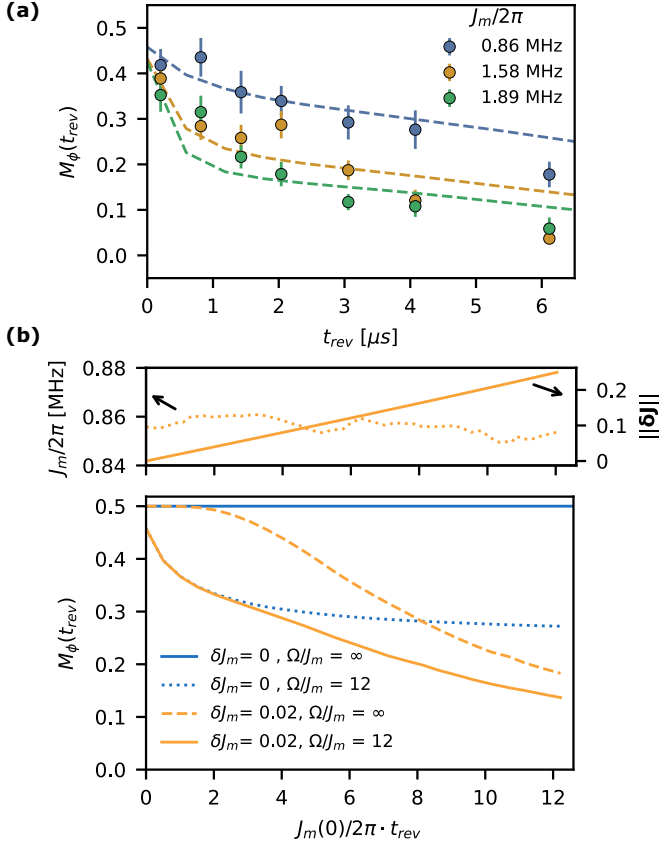 (a)
J_m/2π
0.86 MHz
1.58 MHz
1.89 MHz
0.5
0.4
0.3
0.2
0.1
0.0
M_ϕ(t_rev)
0 1 2 3 4 5 6
t_rev [μs]
(b)
0.88
0.86
0.84
J_m/2π [MHz]
0.2
0.1
0
||δJ||
0.5
0.4
0.3
0.2
0.1
0.0
M_ϕ(t_rev)
δJ_m= 0 , Ω/J_m = ∞
δJ_m= 0 , Ω/J_m = 12
δJ_m= 0.02, Ω/J_m = ∞
δJ_m= 0.02, Ω/J_m = 12
0 2 4 6 8 10 12
J_m(0)/2π · t_rev